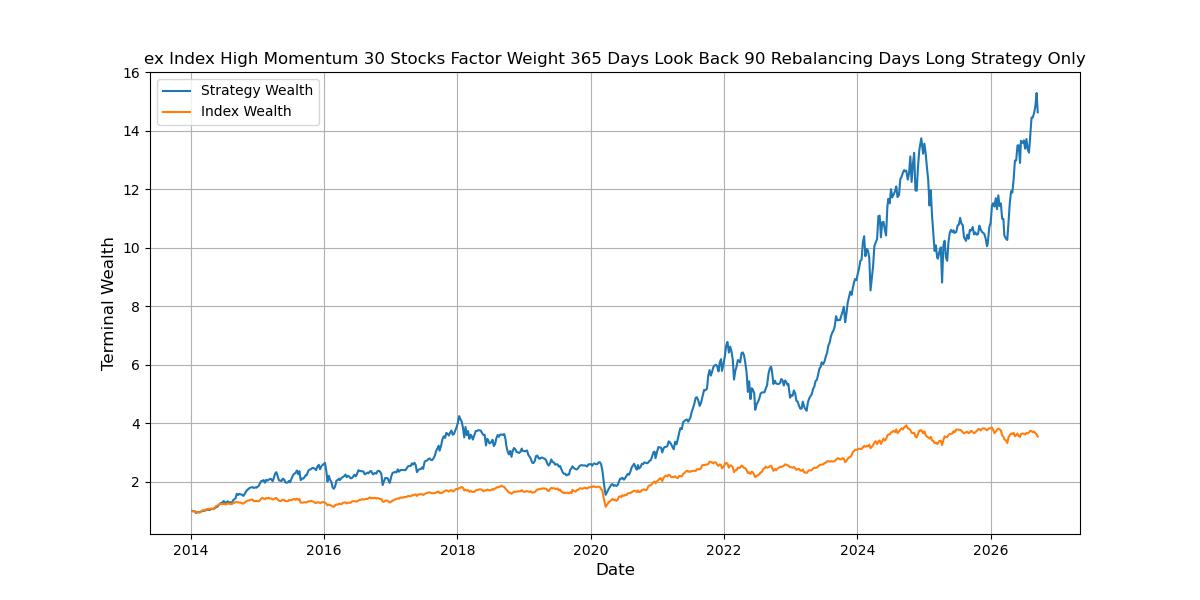 ex Index High Momentum 30 Stocks Factor Weight 365 Days Look Back 90 Rebalancing Days Long Strategy Only
Strategy Wealth
Index Wealth
Terminal Wealth
16
14
12
10
8
6
4
2
2014 2016 2018 2020 2022 2024 2026
Date